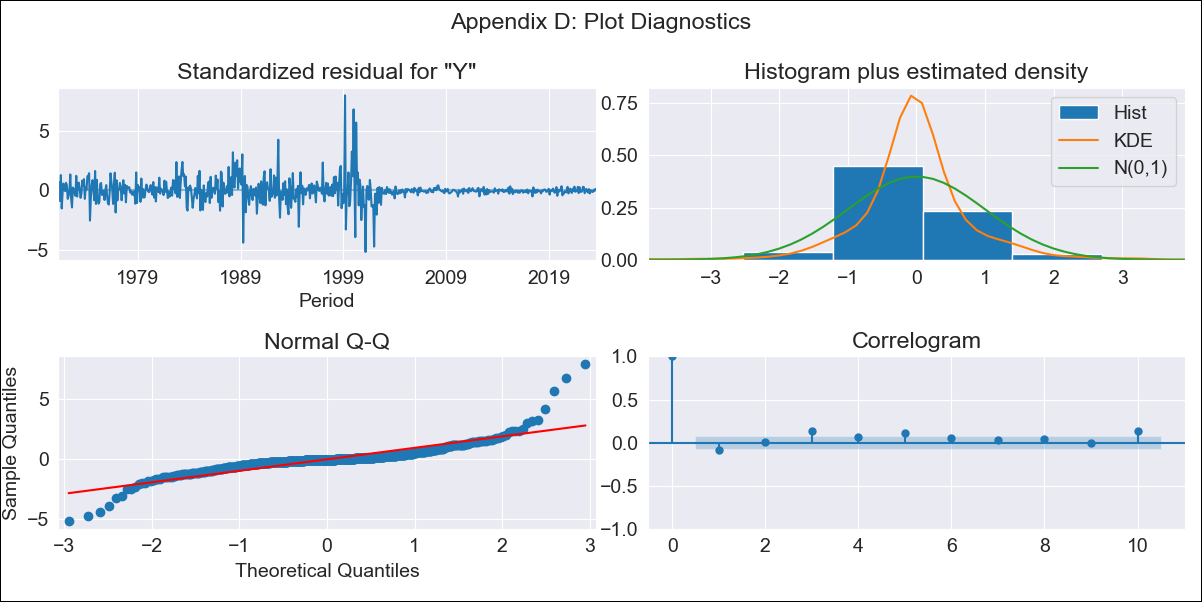 Appendix D: Plot Diagnostics
Standardized residual for "Y"
5
0
−5
1979 1989 1999 2009 2019
Period
Histogram plus estimated density
0.75
0.50
0.25
0.00
Hist
KDE
N(0,1)
−3 −2 −1 0 1 2 3
Normal Q-Q
Sample Quantiles
5
0
−5
−3 −2 −1 0 1 2 3
Theoretical Quantiles
Correlogram
1.0
0.5
0.0
−0.5
−1.0
0 2 4 6 8 10